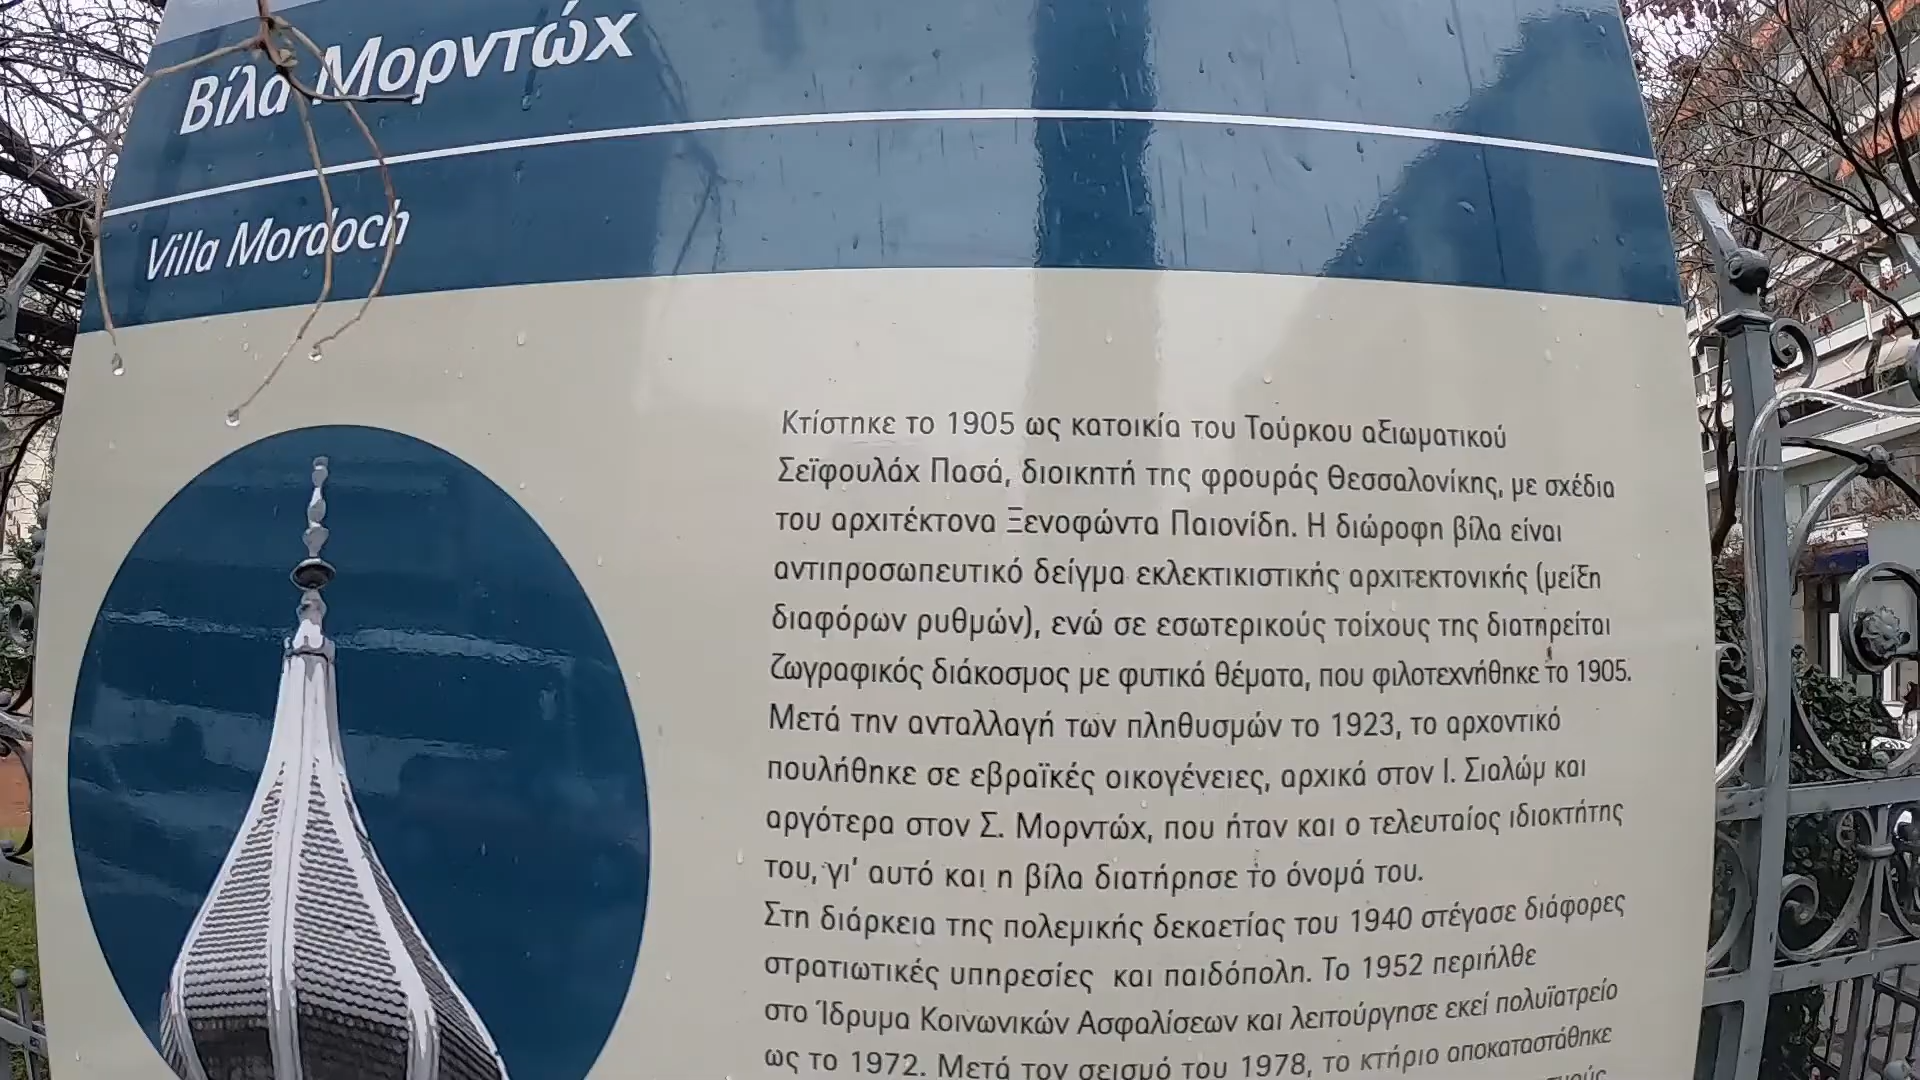 Βίλα Μορντώχ
Villa Mordoch
Κτίστηκε το 1905 ως κατοικία του Τούρκου αξιωματικού
Σεϊφουλάχ Πασά, διοικητή της φρουράς Θεσσαλονίκης, με σχέδια
του αρχιτέκτονα Ξενοφώντα Παιονίδη. Η διώροφη βίλα είναι
αντιπροσωπευτικό δείγμα εκλεκτικιστικής αρχιτεκτονικής (μείξη
διαφόρων ρυθμών), ενώ σε εσωτερικούς τοίχους της διατηρείται
ζωγραφικός διάκοσμος με φυτικά θέματα, που φιλοτεχνήθηκε το 1905.
Μετά την ανταλλαγή των πληθυσμών το 1923, το αρχοντικό
πουλήθηκε σε εβραϊκές οικογένειες, αρχικά στον Ι. Σιαλώμ και
αργότερα στον Σ. Μορντώχ, που ήταν και ο τελευταίος ιδιοκτήτης
του, γι' αυτό και η βίλα διατήρησε το όνομά του.
Στη διάρκεια της πολεμικής δεκαετίας του 1940 στέγασε διάφορες
στρατιωτικές υπηρεσίες και παιδόπολη. Το 1952 περιήλθε
στο Ίδρυμα Κοινωνικών Ασφαλίσεων και λειτούργησε εκεί πολυϊατρείο
ως το 1972. Μετά τον σεισμό του 1978, το κτήριο αποκαταστάθηκε